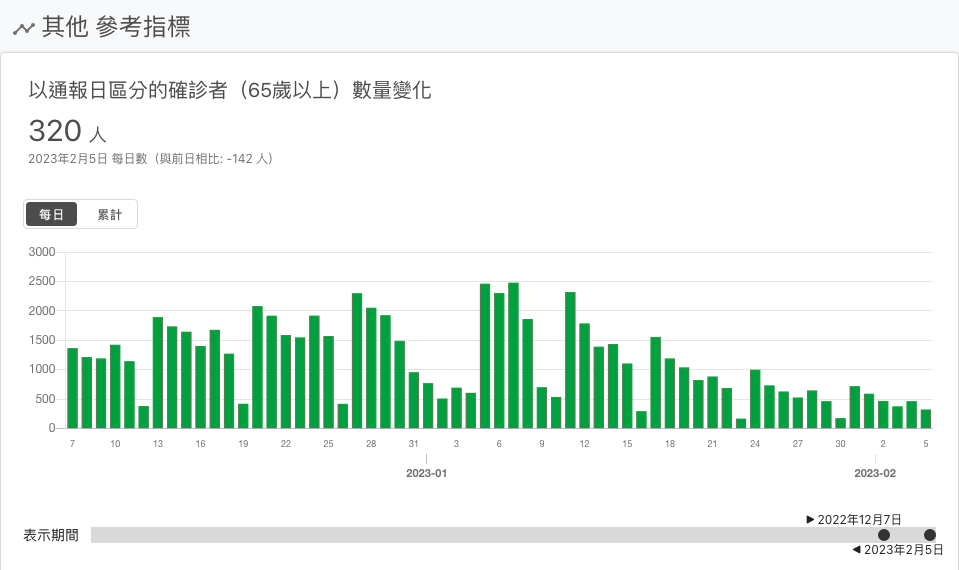 其他 參考指標
以通報日區分的確診者（65歲以上）數量變化
320 人
2023年2月5日 每日數（與前日相比: -142 人）
每日 累計
3000
2500
2000
1500
1000
500
0
7 10 13 16 19 22 25 28 31 3 6 9 12 15 18 21 24 27 30 2 5
2023-01 2023-02
▶ 2022年12月7日
表示期間
◀ 2023年2月5日